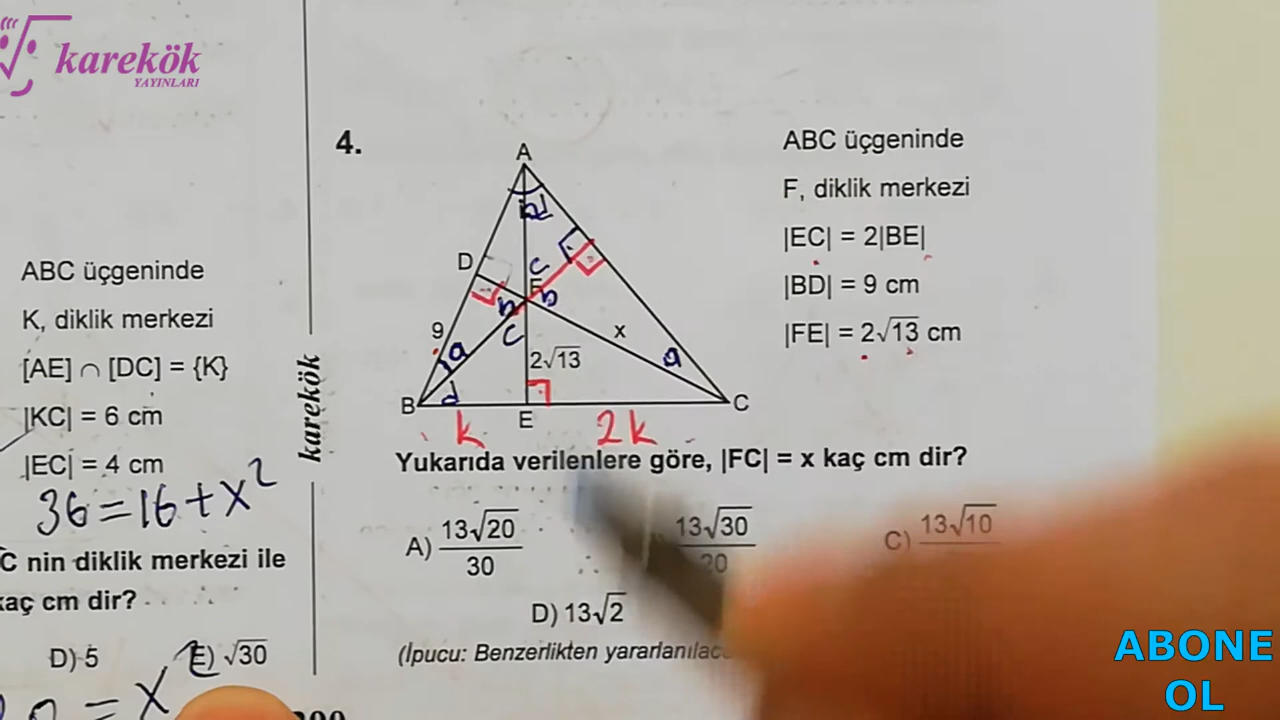 karekök
YAYINLARI
ABC üçgeninde
K, diklik merkezi
[AE] ∩ [DC] = {K}
|KC| = 6 cm
|EC| = 4 cm
36=16+x²
C nin diklik merkezi ile
kaç cm dir?
D) 5
E) √30
= x
karekök
4.
A
D
b
d
c
F
b
b
c
9
a
x
a
2√13
B
d
E
C
k
2k
ABC üçgeninde
F, diklik merkezi
|EC| = 2|BE|
|BD| = 9 cm
|FE| = 2√13 cm
Yukarıda verilenlere göre, |FC| = x kaç cm dir?
A) 13√20
30
13√30
20
C) 13√10
D) 13√2
(İpucu: Benzerlikten
ABONE
OL